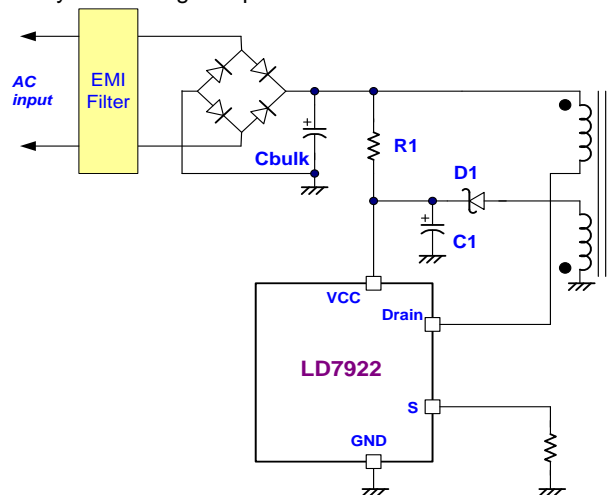 AC
input
EMI
Filter
Cbulk
+
R1
D1
+
C1
VCC
Drain
LD7922
S
GND